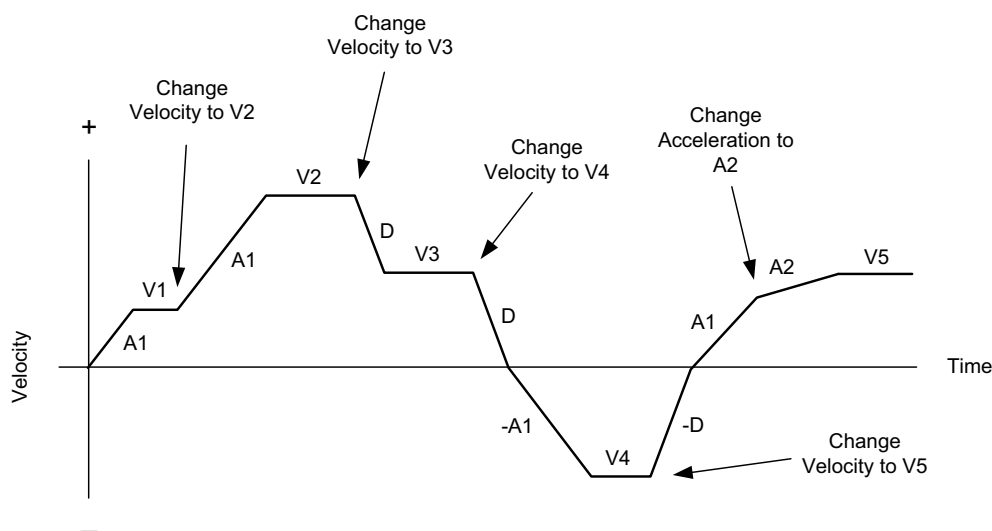 Change
Velocity to V3
Change
Velocity to V2
+
Change
Velocity to V4
Change
Acceleration to
A2
V2
D
V3
A1
V1
A1
D
A2
V5
A1
Velocity
Time
-A1
-D
V4
Change
Velocity to V5